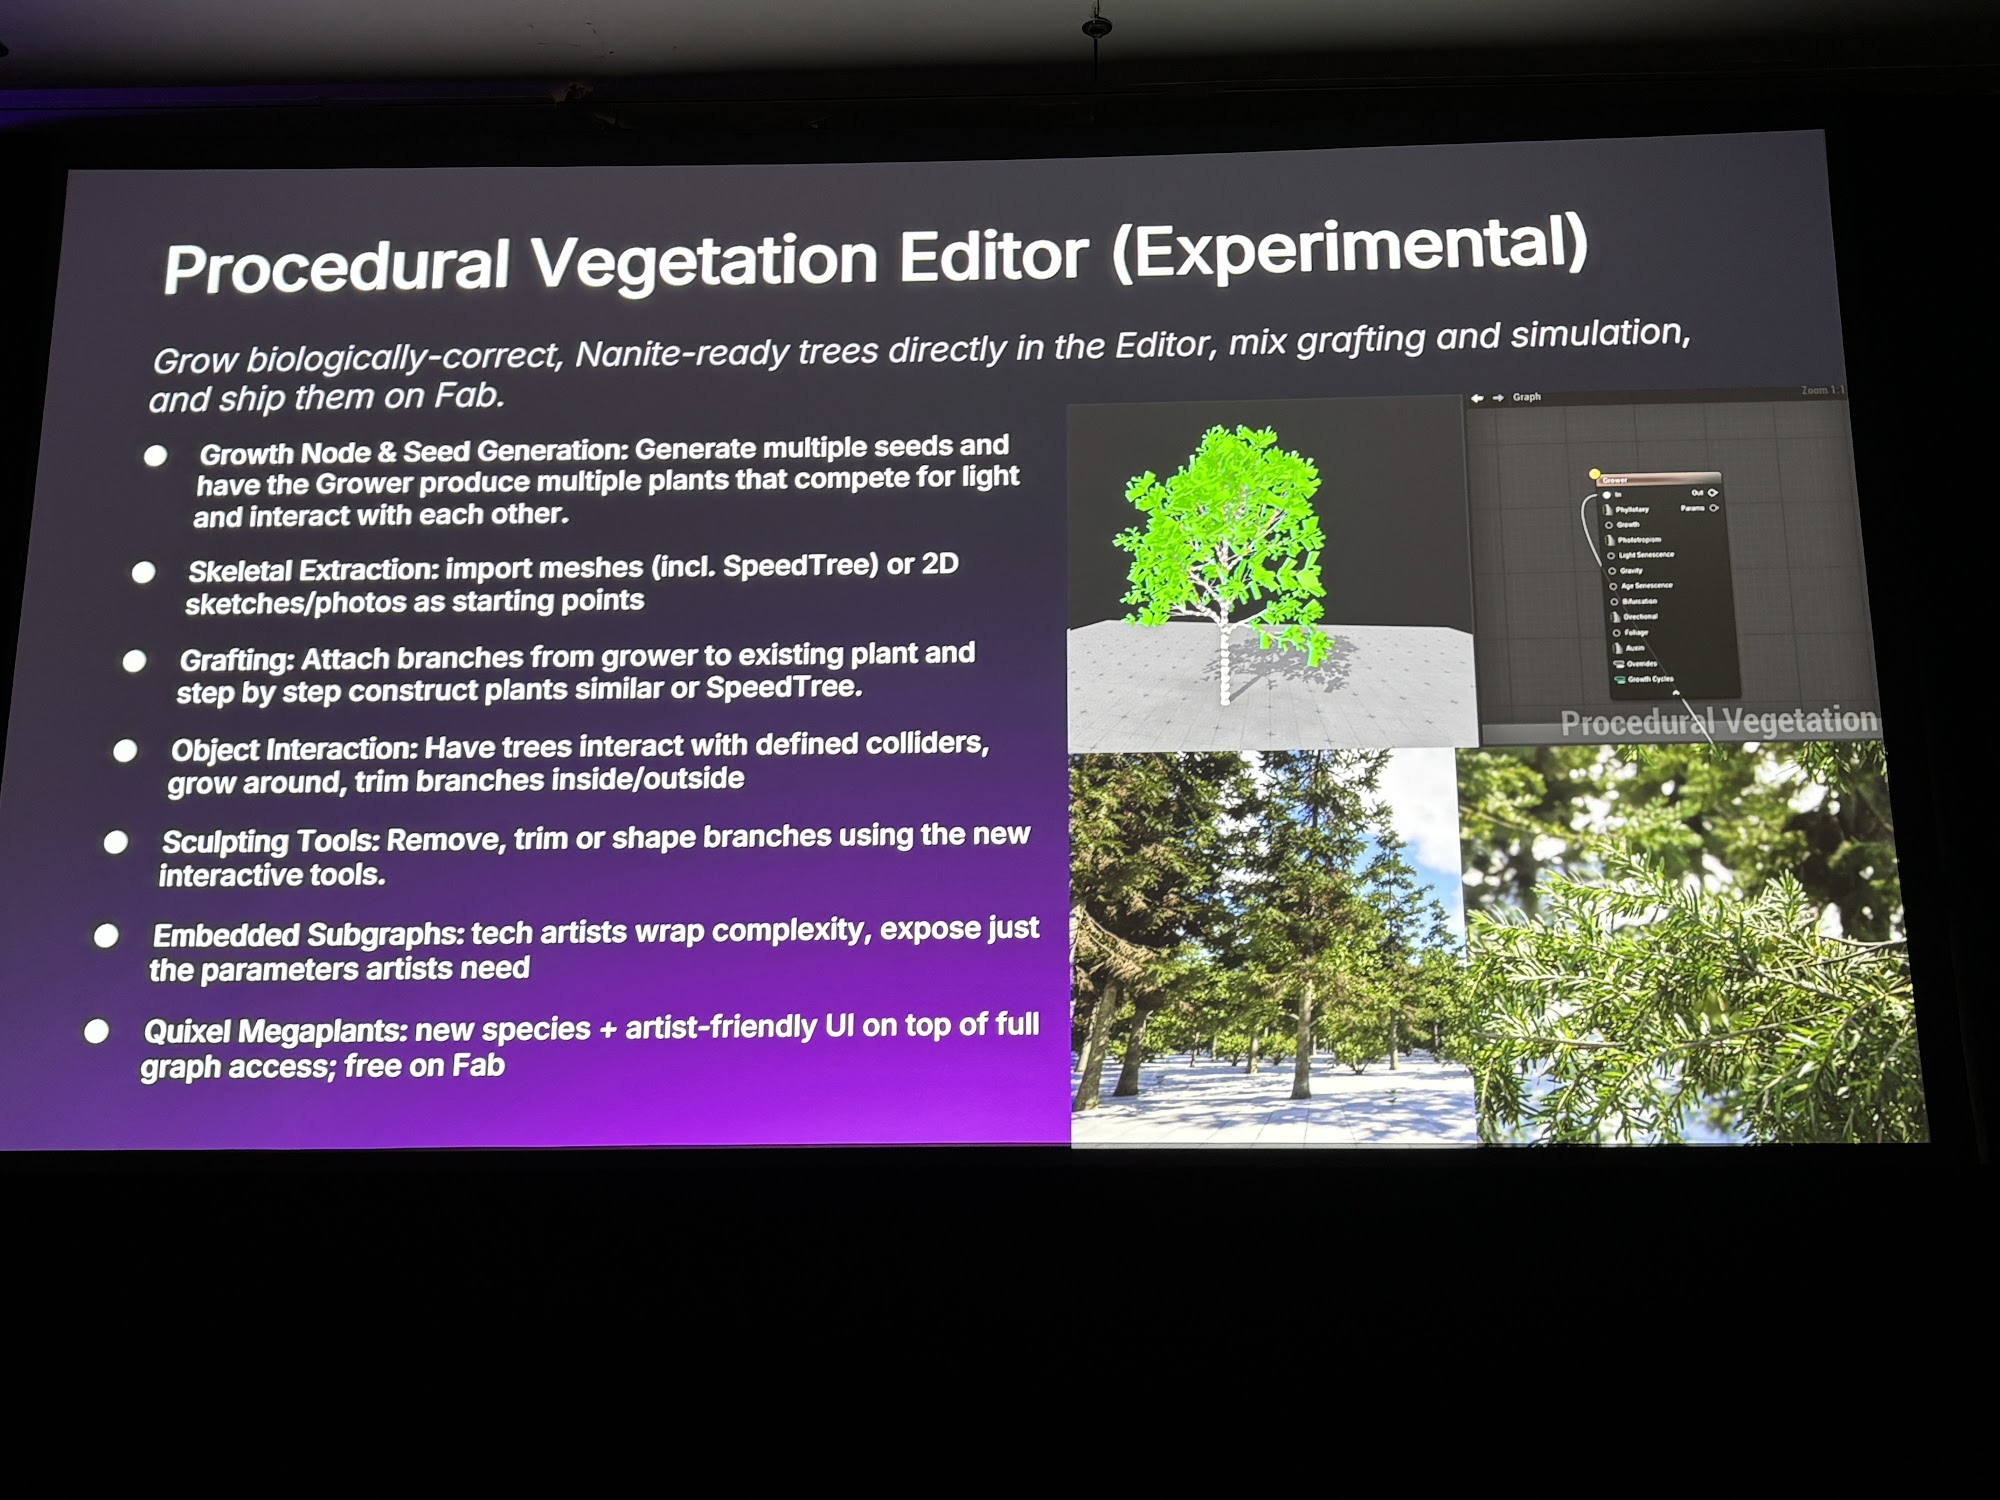 Procedural Vegetation Editor (Experimental)
Grow biologically-correct, Nanite-ready trees directly in the Editor, mix grafting and simulation,
and ship them on Fab.
Growth Node & Seed Generation: Generate multiple seeds and
have the Grower produce multiple plants that compete for light
and interact with each other.
Skeletal Extraction: import meshes (incl. SpeedTree) or 2D
sketches/photos as starting points
Grafting: Attach branches from grower to existing plant and
step by step construct plants similar or SpeedTree.
Object Interaction: Have trees interact with defined colliders,
grow around, trim branches inside/outside
Sculpting Tools: Remove, trim or shape branches using the new
interactive tools.
Embedded Subgraphs: tech artists wrap complexity, expose just
the parameters artists need
Quixel Megaplants: new species + artist-friendly UI on top of full
graph access; free on Fab
Graph
Zoom 1:1
Grower
In Out
Phyllotaxy Params
Growth
Phototropism
Light Senescence
Gravity
Age Senescence
Bifurcation
Directional
Foliage
Auxin
Overrides
Growth Cycles
Procedural Vegetation